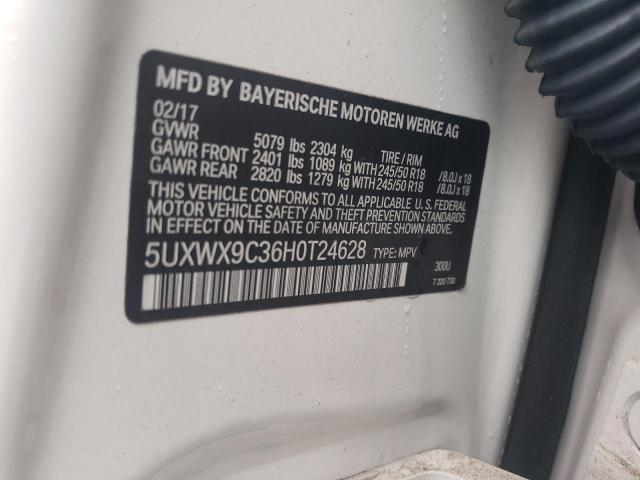 MFD BY BAYERISCHE MOTOREN WERKE AG
02/17
GVWR 5079 lbs 2304 kg TIRE / RIM
GAWR FRONT 2401 lbs 1089 kg WITH 245/50 R18 /8.0J x 18
GAWR REAR 2820 lbs 1279 kg WITH 245/50 R18 /8.0J x 18
THIS VEHICLE CONFORMS TO ALL APPLICABLE U. S. FEDERAL
MOTOR VEHICLE SAFETY AND THEFT PREVENTION STANDARDS
IN EFFECT ON THE DATE OF MANUFACTURE SHOWN ABOVE.
5UXWX9C36H0T24628 TYPE: MPV
300U
7 320 730